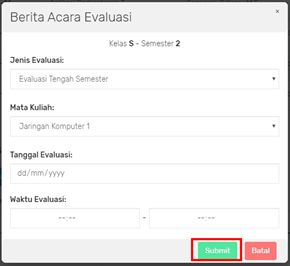 Berita Acara Evaluasi
×
Kelas S - Semester 2
Jenis Evaluasi:
Evaluasi Tengah Semester
Mata Kuliah:
Jaringan Komputer 1
Tanggal Evaluasi:
dd/mm/yyyy
Waktu Evaluasi:
--:-- - --:--
Submit Batal